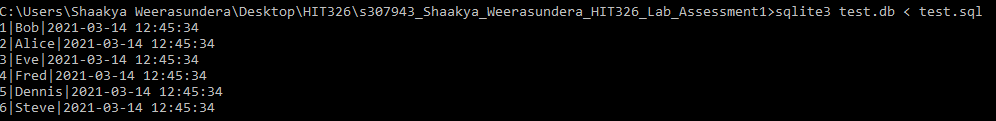 C:\Users\Shaakya Weerasundera\Desktop\HIT326\s307943_Shaakya_Weerasundera_HIT326_Lab_Assessment1>sqlite3 test.db < test.sql
1|Bob|2021-03-14 12:45:34
2|Alice|2021-03-14 12:45:34
3|Eve|2021-03-14 12:45:34
4|Fred|2021-03-14 12:45:34
5|Dennis|2021-03-14 12:45:34
6|Steve|2021-03-14 12:45:34